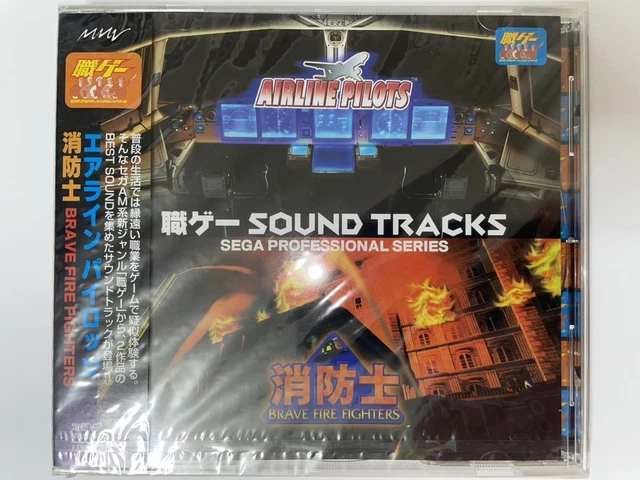 職ゲー
エアライン パイロッツ
消防士 BRAVE FIRE FIGHTERS
普段の生活では縁遠い職業をゲームで疑似体験する。
そんなセガAM系新ジャンル「職ゲー」から、2作品の
BEST SOUNDを集めたサウンドトラックが登場!!
職ゲー
AIRLINE PILOTS
職ゲー SOUND TRACKS
SEGA PROFESSIONAL SERIES
消防士
BRAVE FIRE FIGHTERS